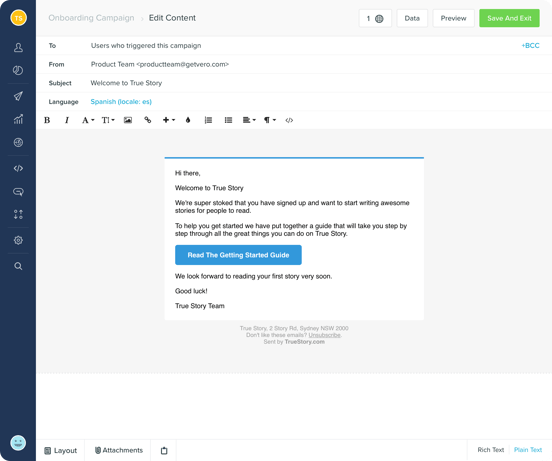 TS
Onboarding Campaign › Edit Content
1
Data
Preview
Save And Exit
To Users who triggered this campaign +BCC
From Product Team <productteam@getvero.com>
Subject Welcome to True Story
Language Spanish (locale: es)
B I A T! ¶ </>
Hi there,
Welcome to True Story
We're super stoked that you have signed up and want to start writing awesome
stories for people to read.
To help you get started we have put together a guide that will take you step by
step through all the great things you can do on True Story.
Read The Getting Started Guide
We look forward to reading your first story very soon.
Good luck!
True Story Team
True Story, 2 Story Rd, Sydney NSW 2000
Don't like these emails? Unsubscribe.
Sent by TrueStory.com
Layout
Attachments
Rich Text
Plain Text